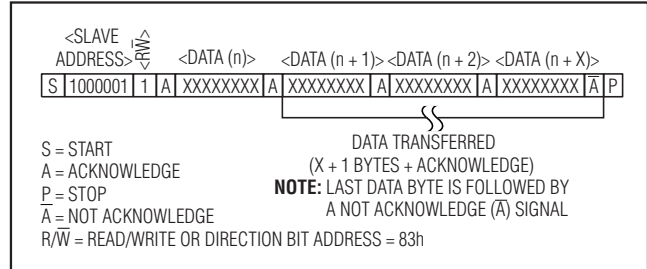 <SLAVE ADDRESS> <RW̅> <DATA (n)> <DATA (n + 1)> <DATA (n + 2)> <DATA (n + X)>
S 1000001 1 A XXXXXXXX A XXXXXXXX A XXXXXXXX A XXXXXXXX A̅ P
DATA TRANSFERRED
(X + 1 BYTES + ACKNOWLEDGE)
NOTE: LAST DATA BYTE IS FOLLOWED BY
A NOT ACKNOWLEDGE (A̅) SIGNAL
S = START
A = ACKNOWLEDGE
P = STOP
A̅ = NOT ACKNOWLEDGE
R/W̅ = READ/WRITE OR DIRECTION BIT ADDRESS = 83h